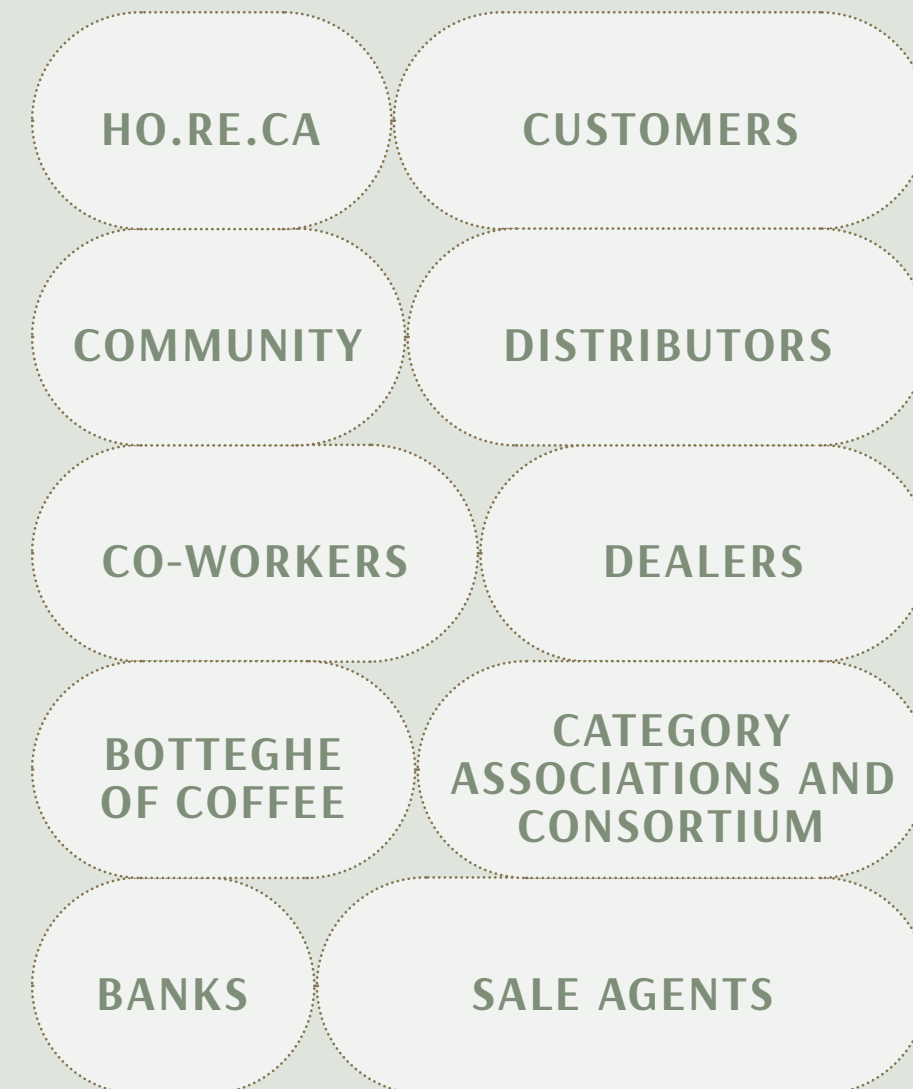 HO.RE.CA
CUSTOMERS
COMMUNITY
DISTRIBUTORS
CO-WORKERS
DEALERS
BOTTEGHE
OF COFFEE
CATEGORY
ASSOCIATIONS AND
CONSORTIUM
BANKS
SALE AGENTS